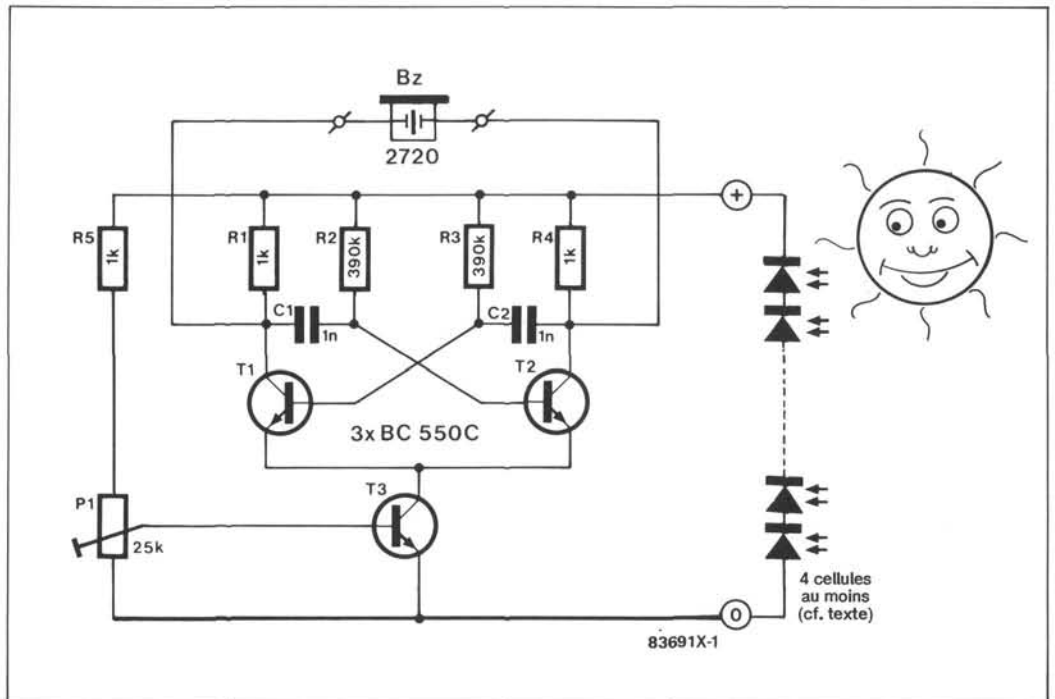 Bz
2720
+
R5
1k
R1
1k
R2
390k
R3
390k
R4
1k
C1
1n
C2
1n
T1
T2
3x BC 550C
T3
P1
25k
4 cellules
au moins
(cf. texte)
0
83691X-1